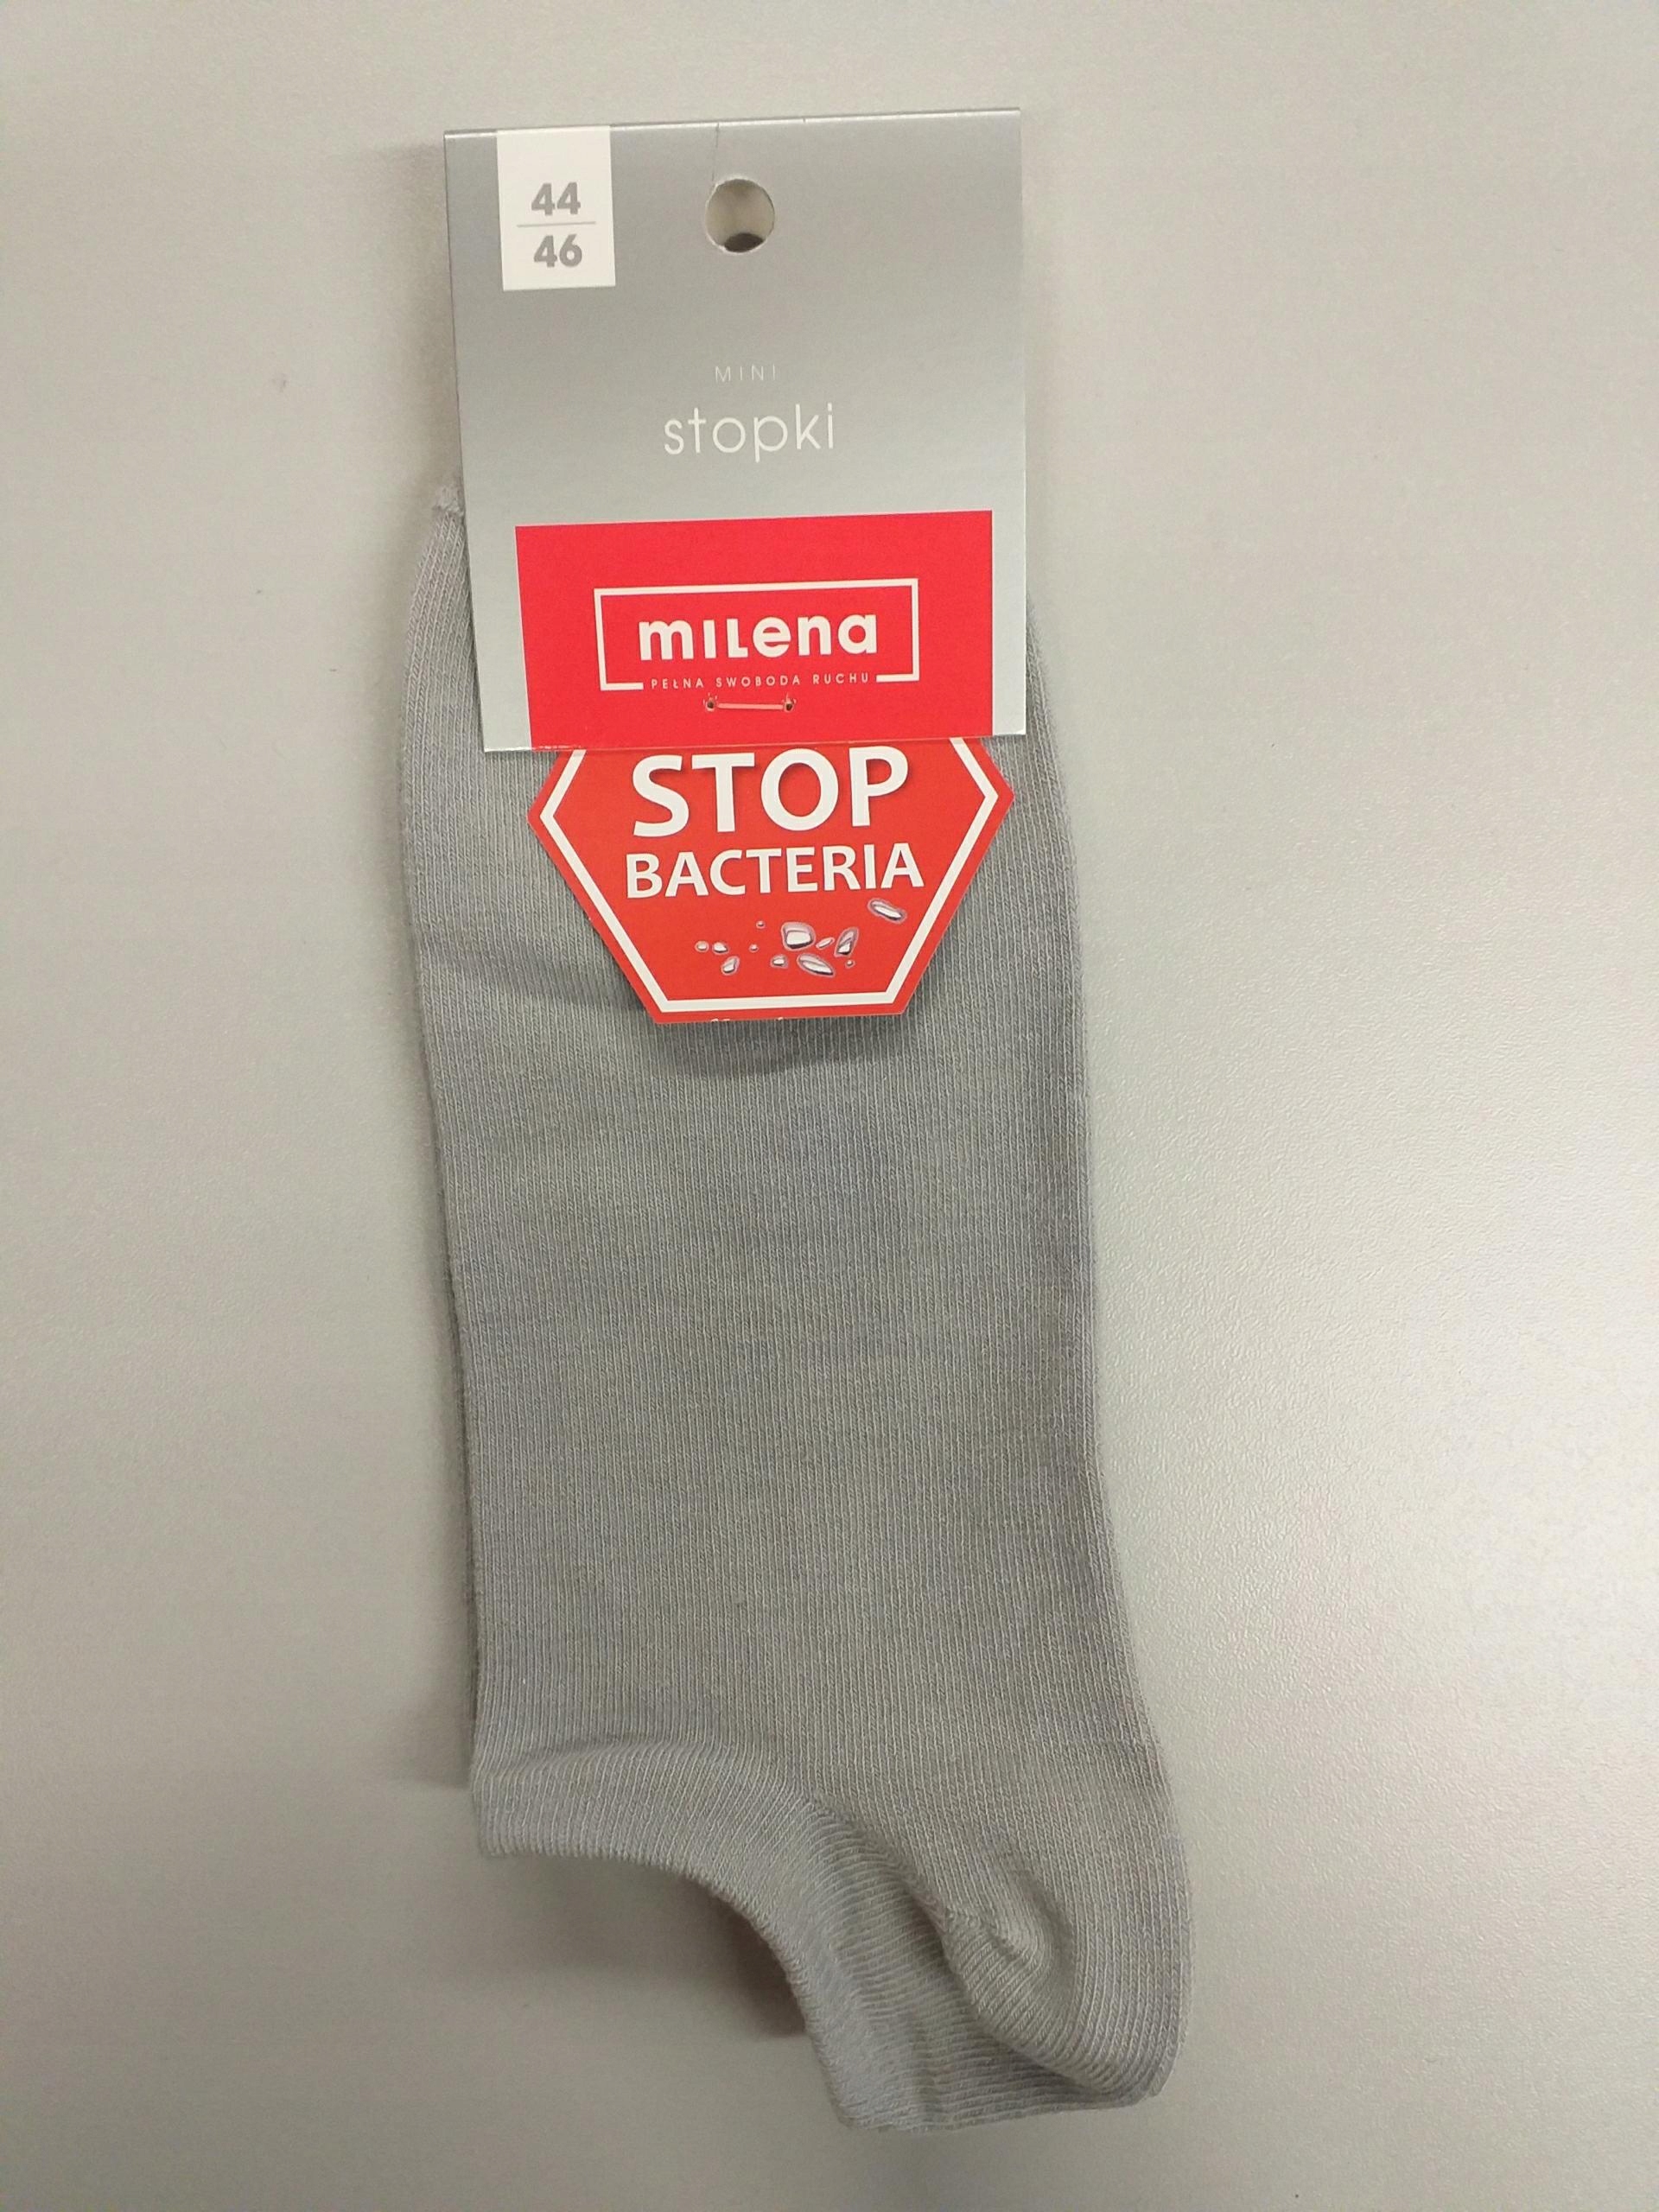 44
46
MINI
stopki
milena
PEŁNA SWOBODA RUCHU
STOP
BACTERIA